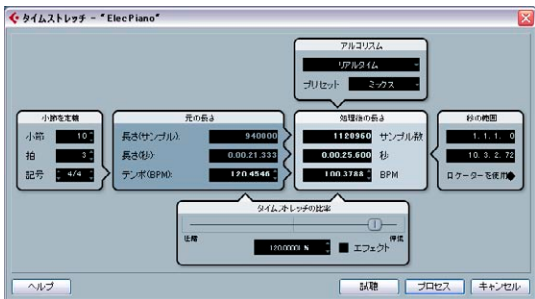 タイムストレッチ - "ElecPiano"
アルゴリズム
リアルタイム
プリセット ミックス
小節を定義
小節 10
拍 3
記号 4/4
元の長さ
長さ(サンプル): 940800
長さ(秒): 0.00.21.333
テンポ(BPM): 120.4546
処理後の長さ
1128960 サンプル数
0.00.25.600 秒
100.3788 BPM
秒の範囲
1. 1. 1. 0
10. 3. 2. 72
ロケーターを使用
タイムストレッチの比率
圧縮 伸張
120.0000 % エフェクト
ヘルプ 試聴 プロセス キャンセル